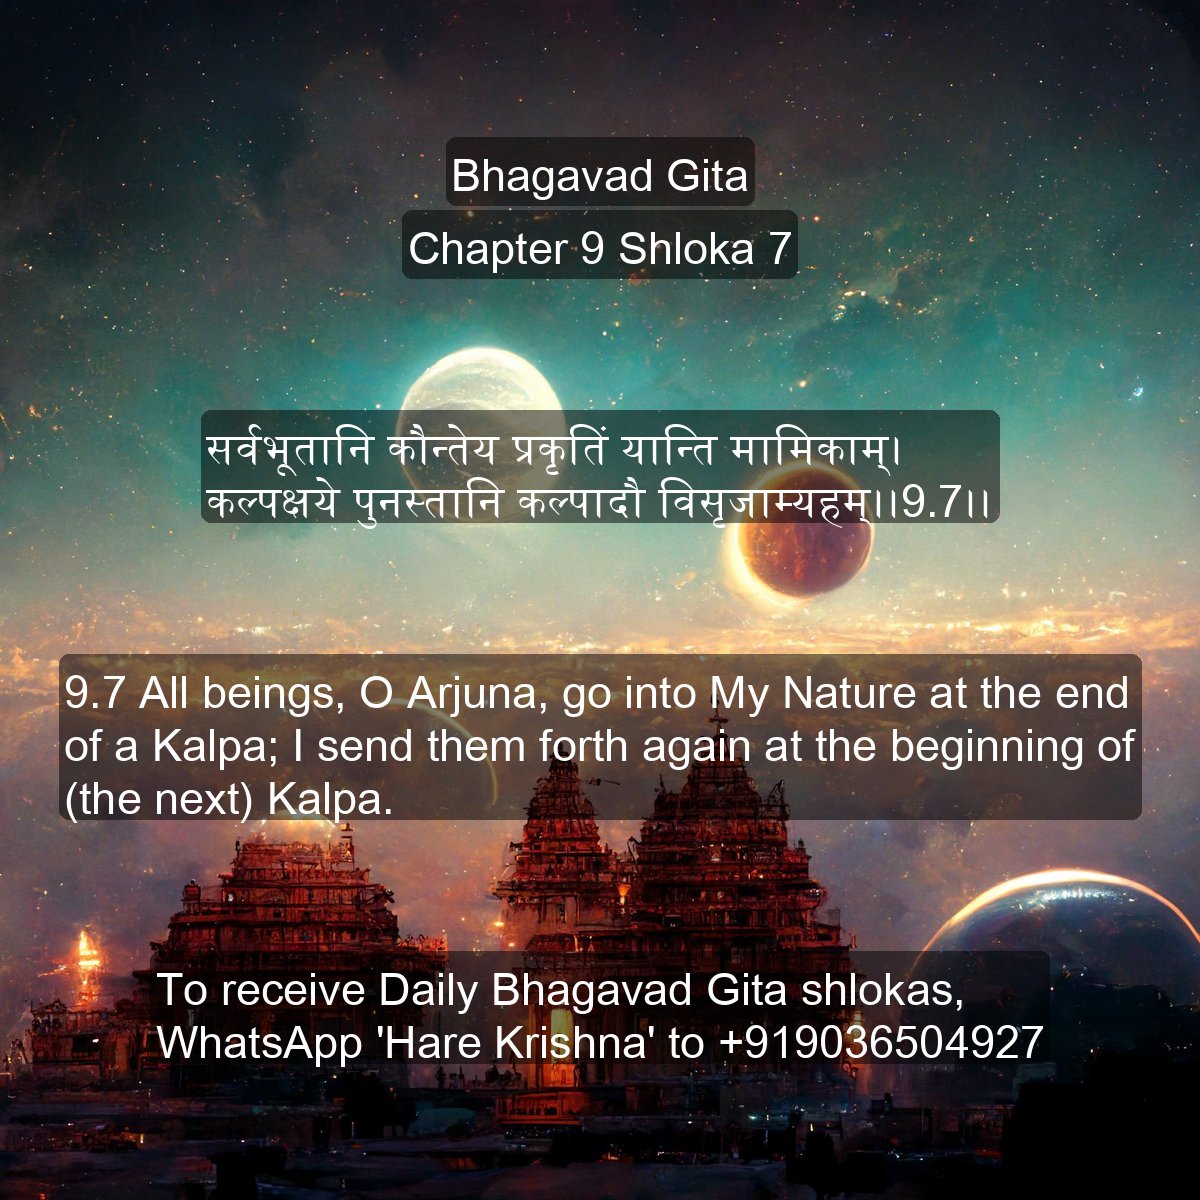 Bhagavad Gita
Chapter 9 Shloka 7
सर्वभूतानि कौन्तेय प्रकृतिं यान्ति मामिकाम्।
कल्पक्षये पुनस्तानि कल्पादौ विसृजाम्यहम्।।9.7।।
9.7 All beings, O Arjuna, go into My Nature at the end
of a Kalpa; I send them forth again at the beginning of
(the next) Kalpa.
To receive Daily Bhagavad Gita shlokas,
WhatsApp 'Hare Krishna' to +919036504927